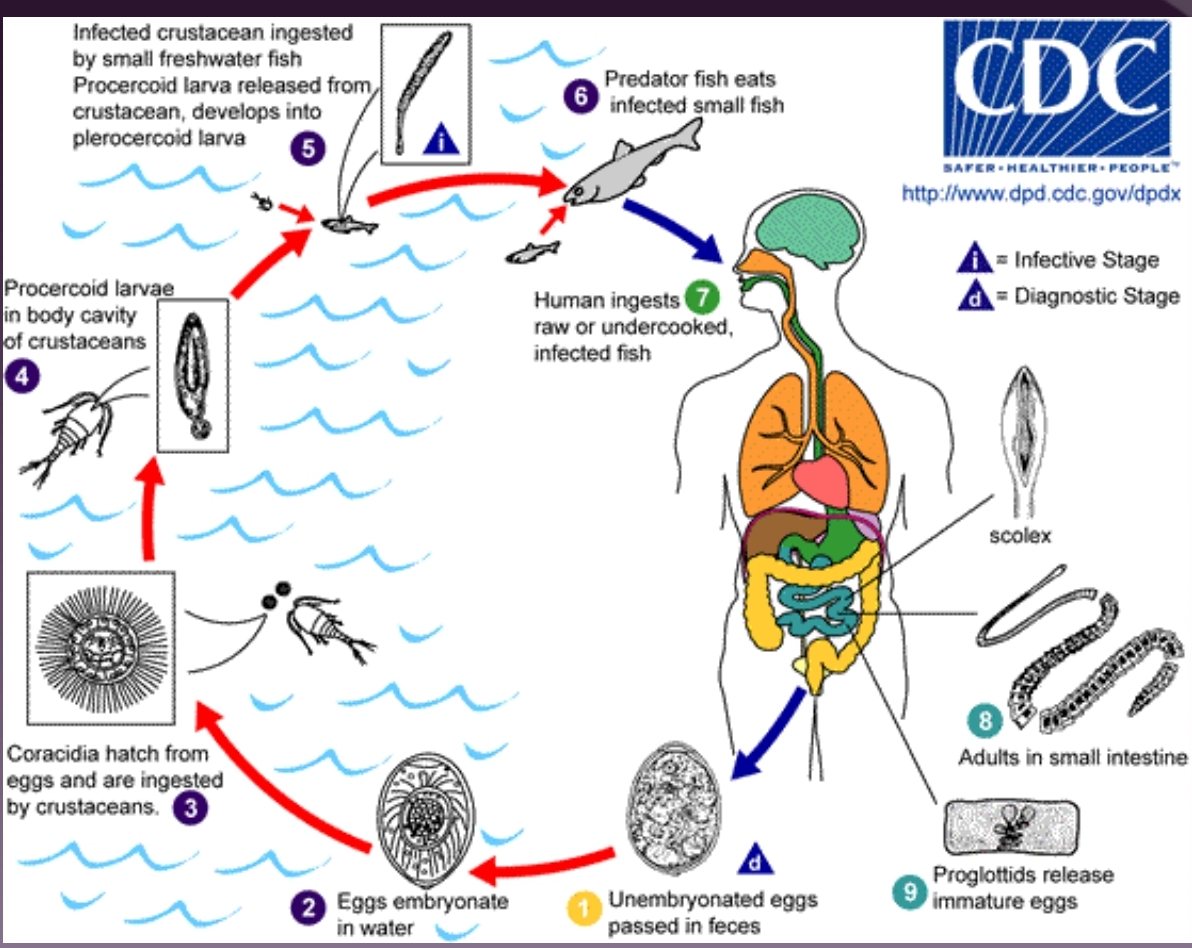 Infected crustacean ingested
by small freshwater fish
Procercoid larva released from
crustacean, develops into
plerocercoid larva
5
i
6
Predator fish eats
infected small fish
CDC
SAFER • HEALTHIER • PEOPLE™
http://www.dpd.cdc.gov/dpdx
i = Infective Stage
d = Diagnostic Stage
Procercoid larvae
in body cavity
of crustaceans
4
Human ingests 7
raw or undercooked,
infected fish
scolex
8
Adults in small intestine
Coracidia hatch from
eggs and are ingested
by crustaceans. 3
d
2 Eggs embryonate
in water
1 Unembryonated eggs
passed in feces
9 Proglottids release
immature eggs